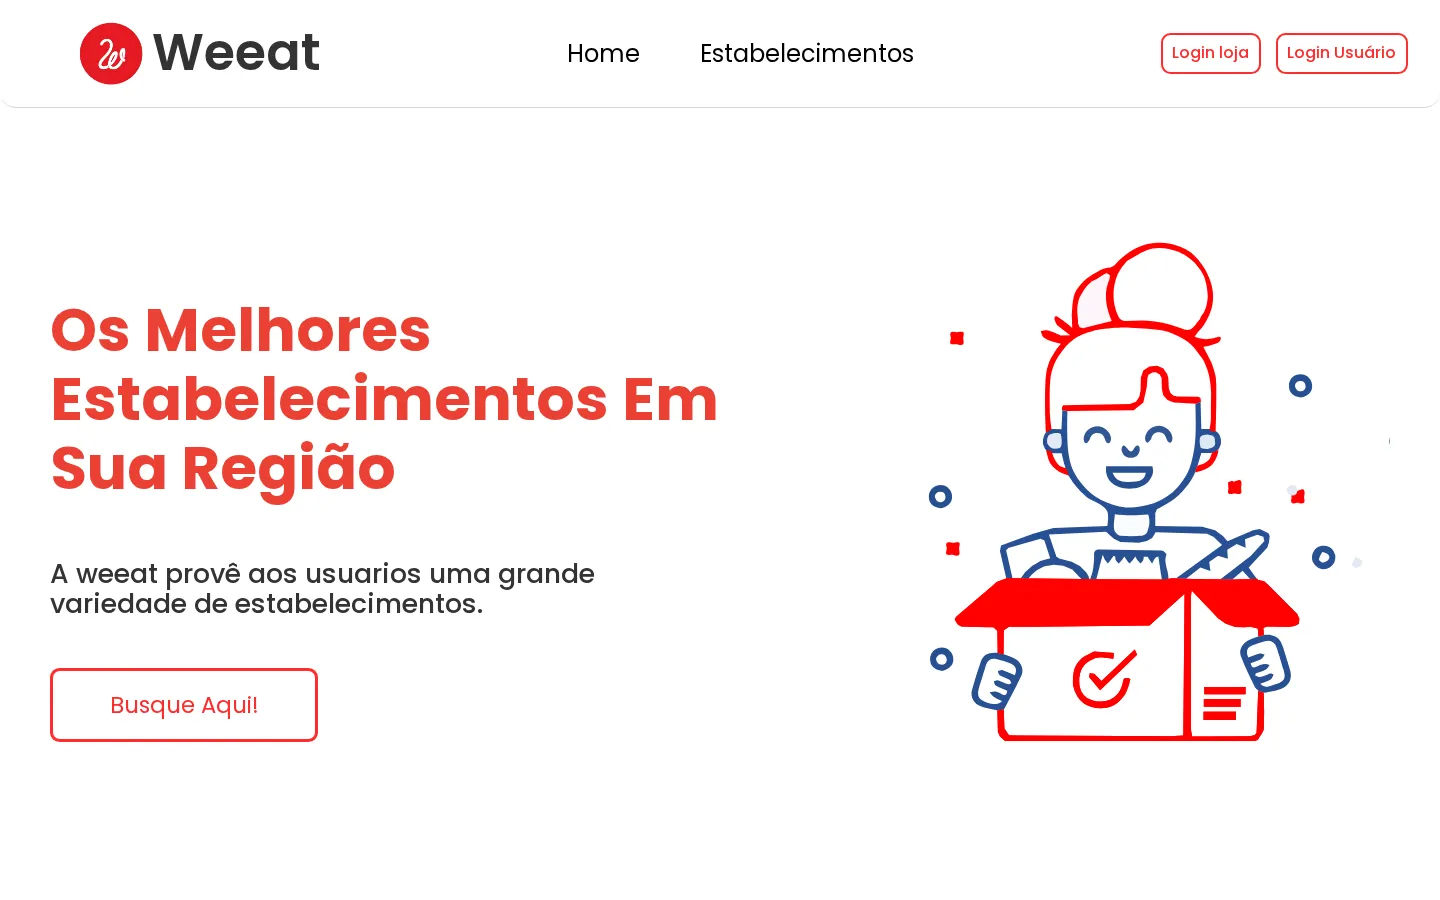 Weeat
Home
Estabelecimentos
Login loja
Login Usuário
Os Melhores
Estabelecimentos Em
Sua Região
A weeat provê aos usuarios uma grande
variedade de estabelecimentos.
Busque Aqui!